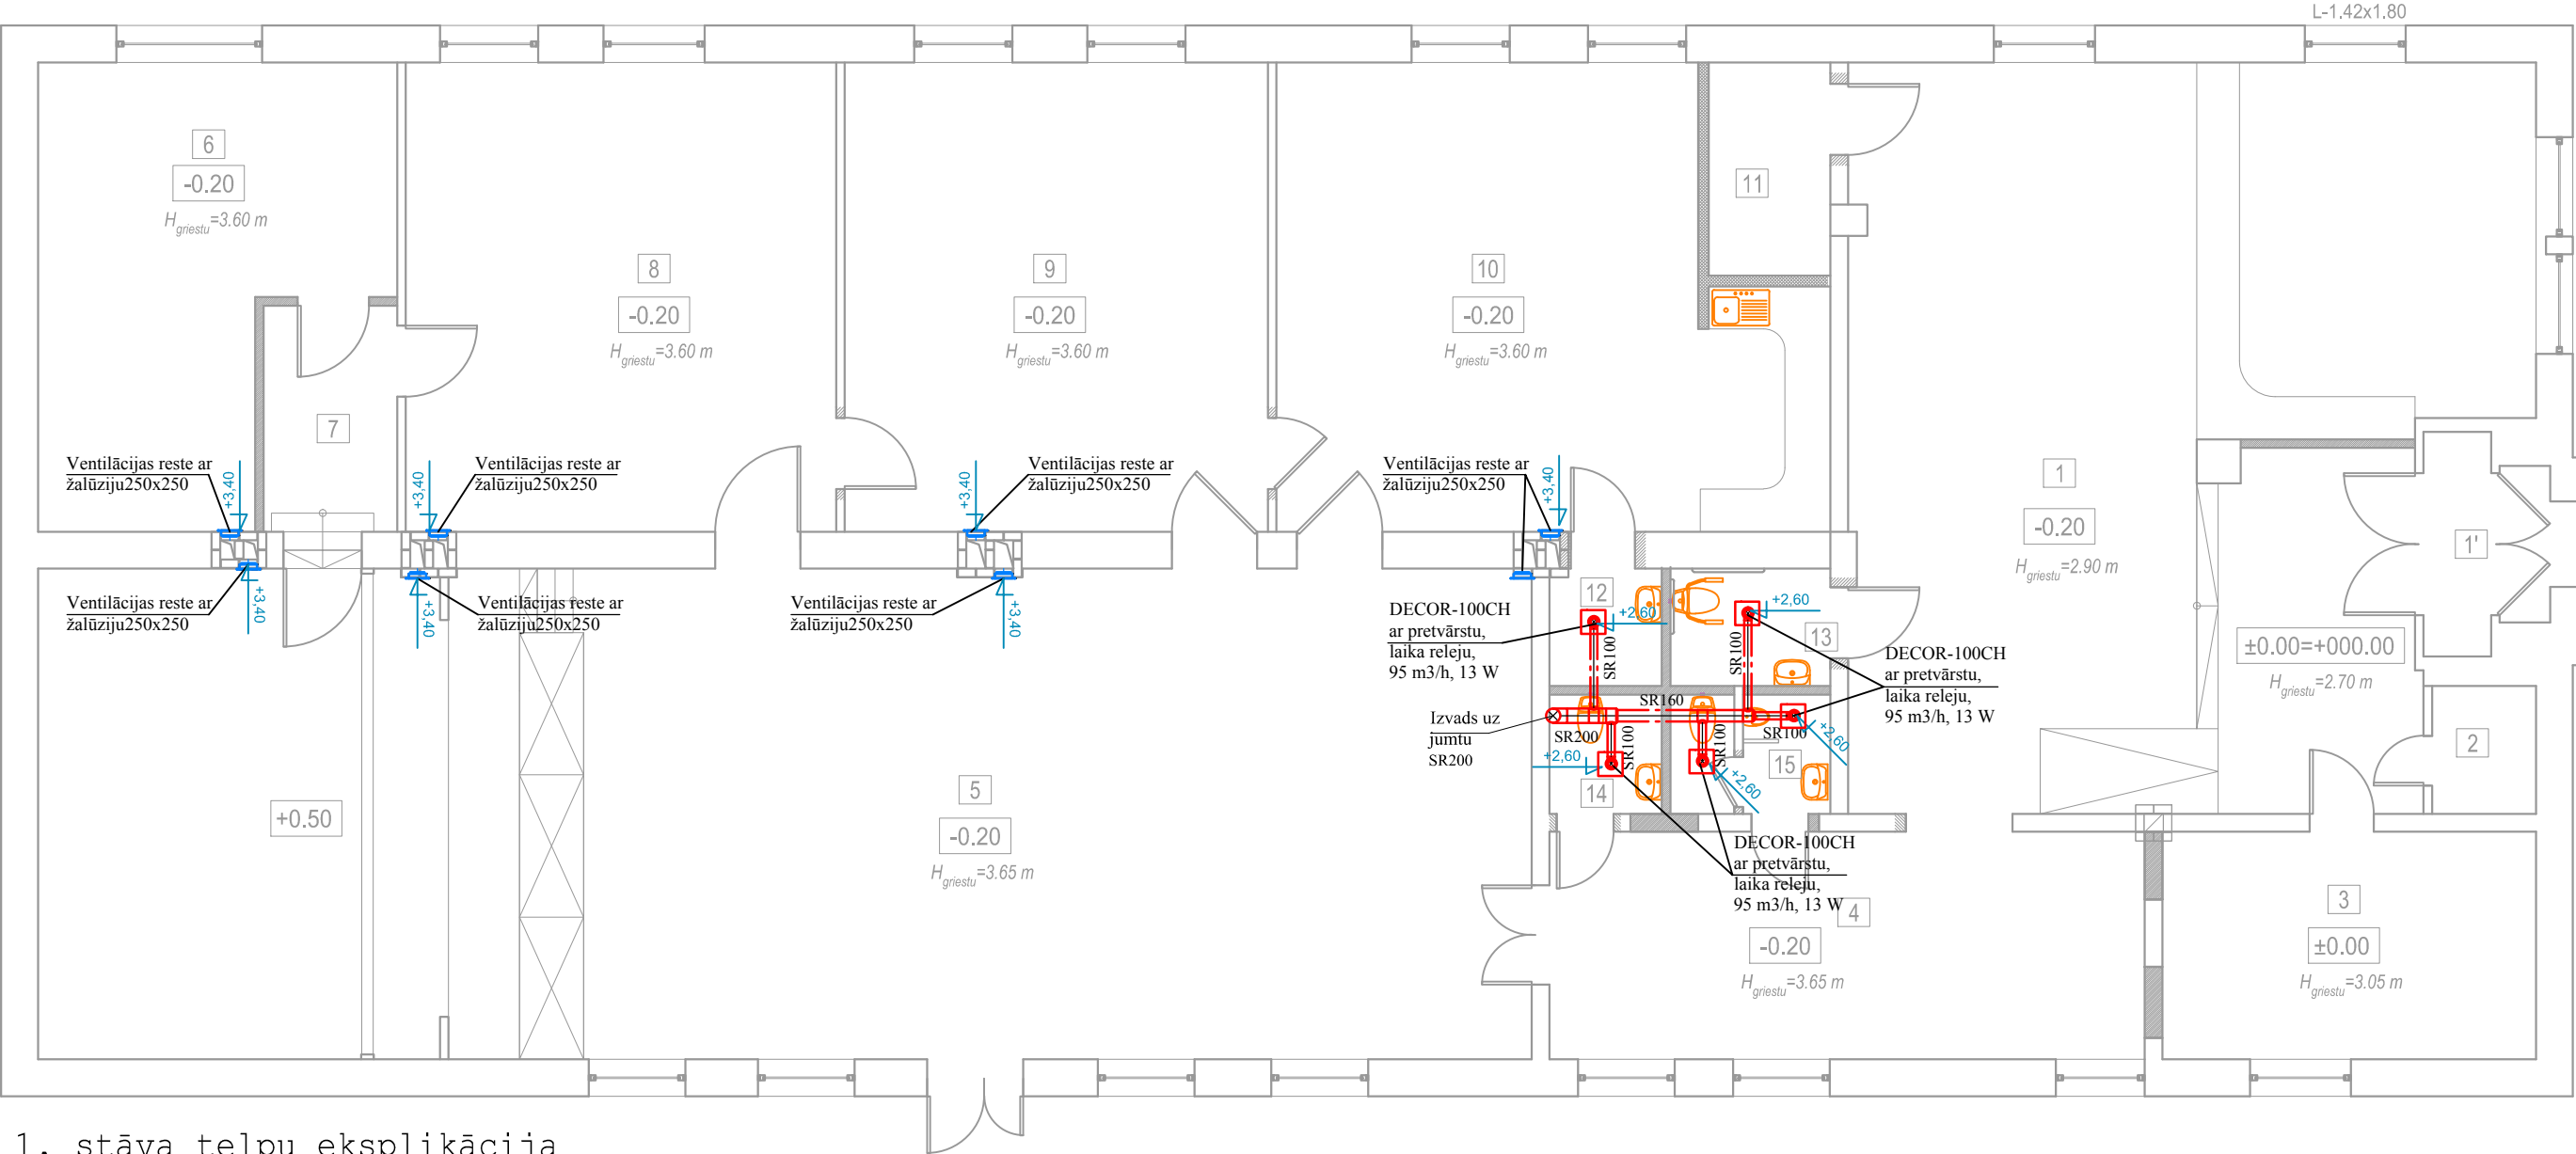 L-1.42x1.80
6
-0.20
Hgriestu=3.60 m
8
-0.20
Hgriestu=3.60 m
9
-0.20
Hgriestu=3.60 m
10
-0.20
Hgriestu=3.60 m
11
7
1
-0.20
Hgriestu=2.90 m
1'
Ventilācijas reste ar
žalūziju250x250
+3,40
+3,40
Ventilācijas reste ar
žalūziju250x250
+3,40
Ventilācijas reste ar
žalūziju250x250
Ventilācijas reste ar
žalūziju250x250
+3,40
Ventilācijas reste ar
žalūziju250x250
+3,40
+3,40
Ventilācijas reste ar
žalūziju250x250
Ventilācijas reste ar
žalūziju250x250
+3,40
DECOR-100CH
ar pretvārstu,
laika releju,
95 m3/h, 13 W
12
+2,60
SR100
SR100
+2,60
13
DECOR-100CH
ar pretvārstu,
laika releju,
95 m3/h, 13 W
±0.00=+000.00
Hgriestu=2.70 m
Izvads uz
jumtu
SR200
SR160
SR200
SR100
SR100
SR100
+2,60
+2,60
+2,60
14
15
2
+0.50
5
-0.20
Hgriestu=3.65 m
DECOR-100CH
ar pretvārstu,
laika releju,
95 m3/h, 13 W
4
-0.20
Hgriestu=3.65 m
3
±0.00
Hgriestu=3.05 m
1. stāva telpu eksplikācija